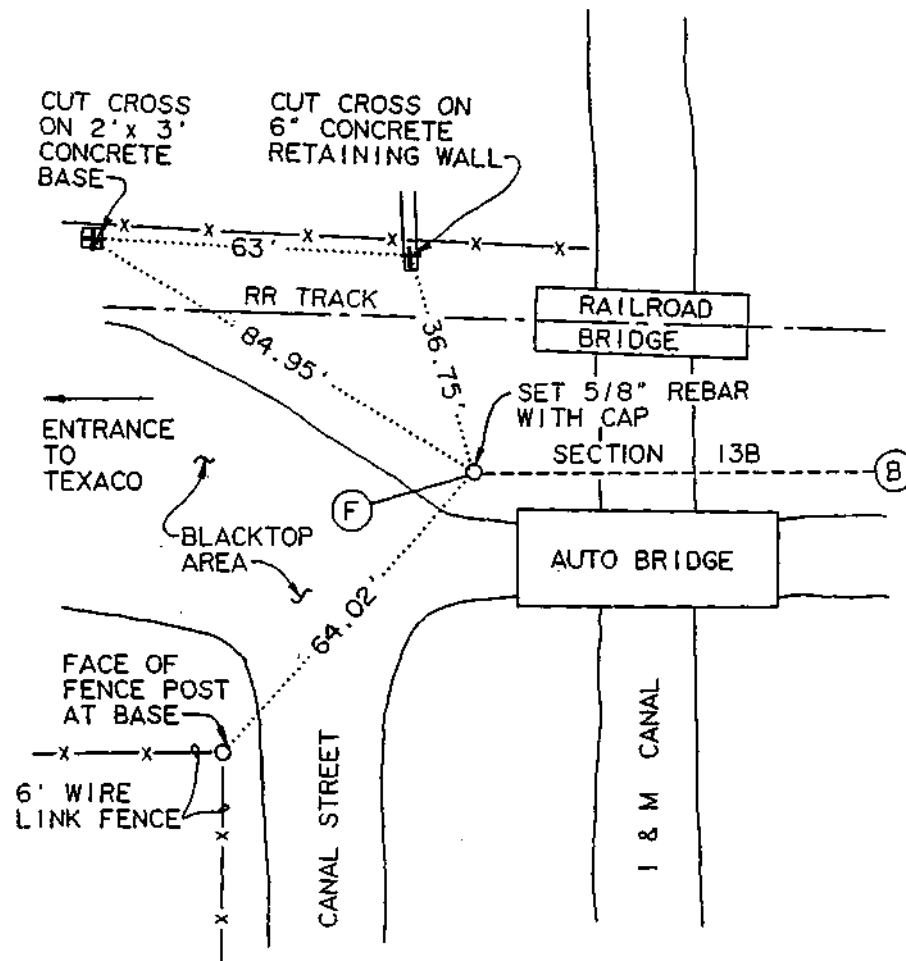 CUT CROSS
ON 2' x 3'
CONCRETE
BASE
CUT CROSS ON
6" CONCRETE
RETAINING WALL
63'
RR TRACK
RAILROAD
BRIDGE
84.95'
36.75'
SET 5/8" REBAR
WITH CAP
SECTION 13B
B
ENTRANCE
TO
TEXACO
F
BLACKTOP
AREA
AUTO BRIDGE
64.02'
FACE OF
FENCE POST
AT BASE
6' WIRE
LINK FENCE
CANAL STREET
I & M CANAL